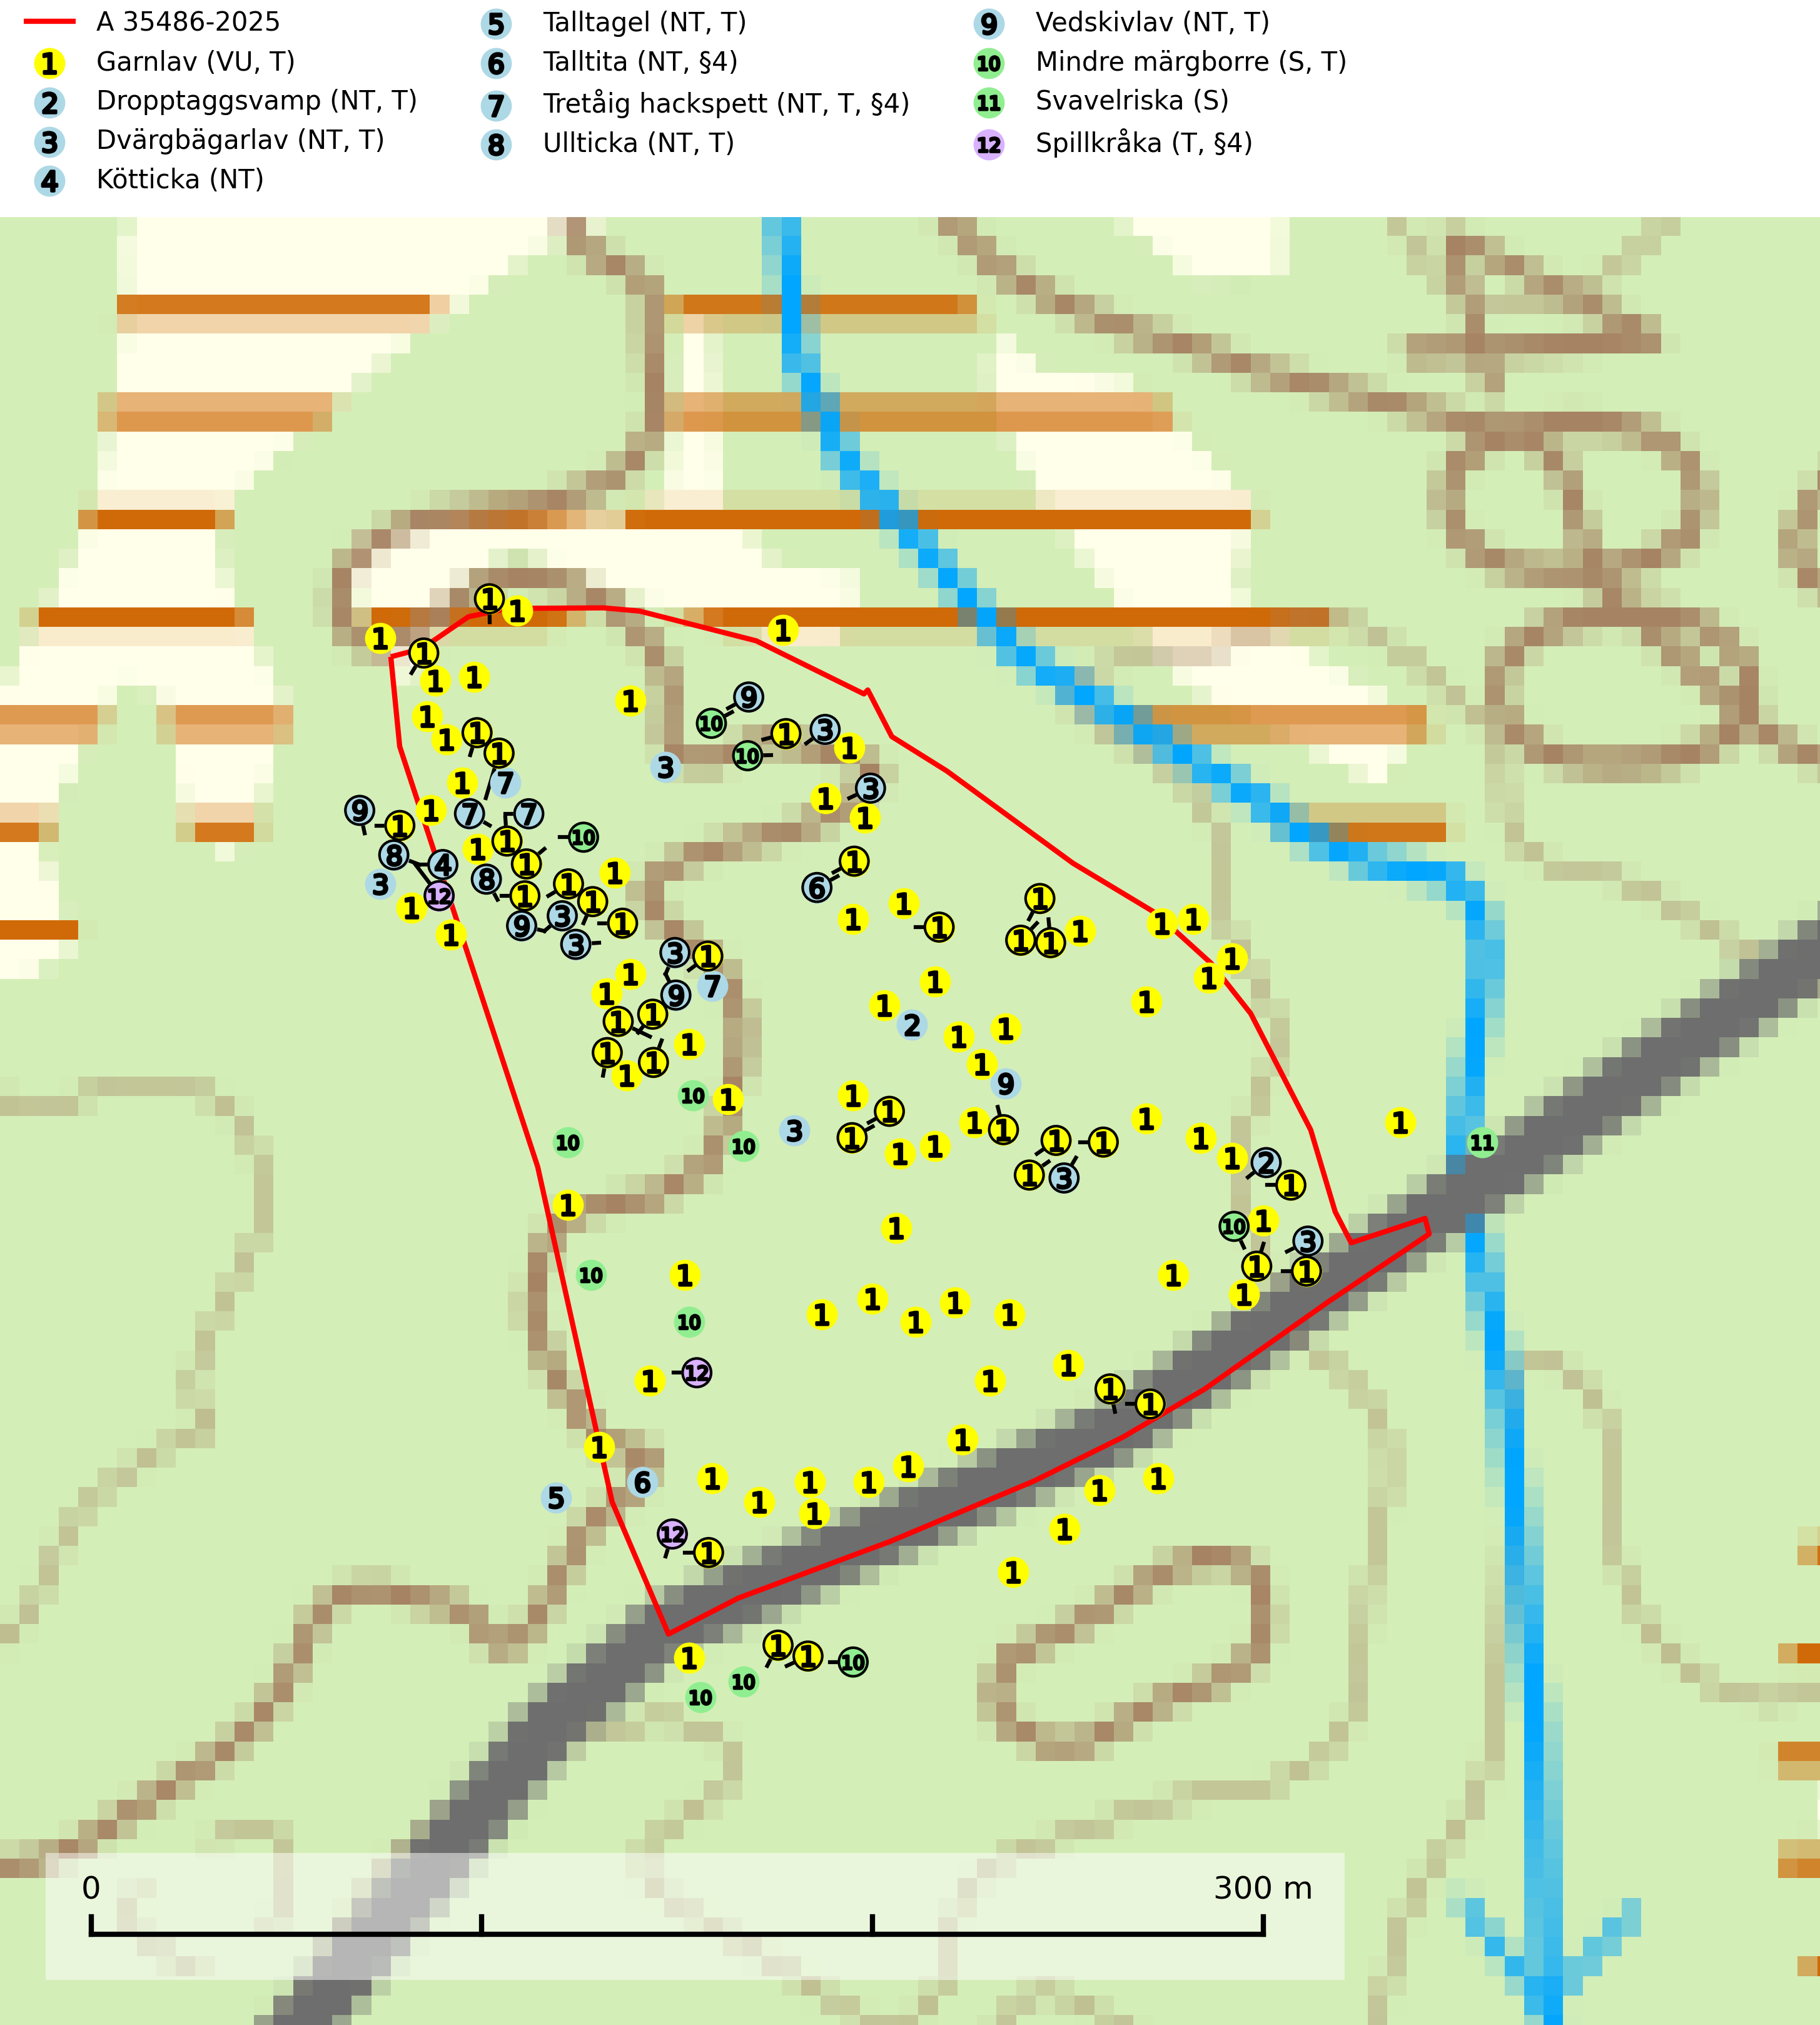 A 35486-2025
1 Garnlav (VU, T)
2 Dropptaggsvamp (NT, T)
3 Dvärgbägarlav (NT, T)
4 Kötticka (NT)
5 Talltagel (NT, T)
6 Talltita (NT, §4)
7 Tretåig hackspett (NT, T, §4)
8 Ullticka (NT, T)
9 Vedskivlav (NT, T)
10 Mindre märgborre (S, T)
11 Svavelriska (S)
12 Spillkråka (T, §4)
0 300 m